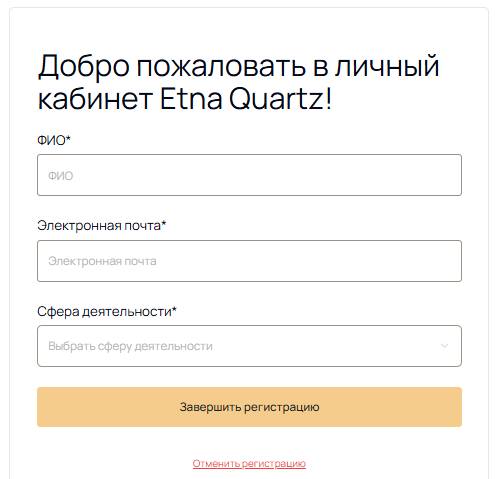 Добро пожаловать в личный
кабинет Etna Quartz!
ФИО*
ФИО
Электронная почта*
Электронная почта
Сфера деятельности*
Выбрать сферу деятельности
Завершить регистрацию
Отменить регистрацию